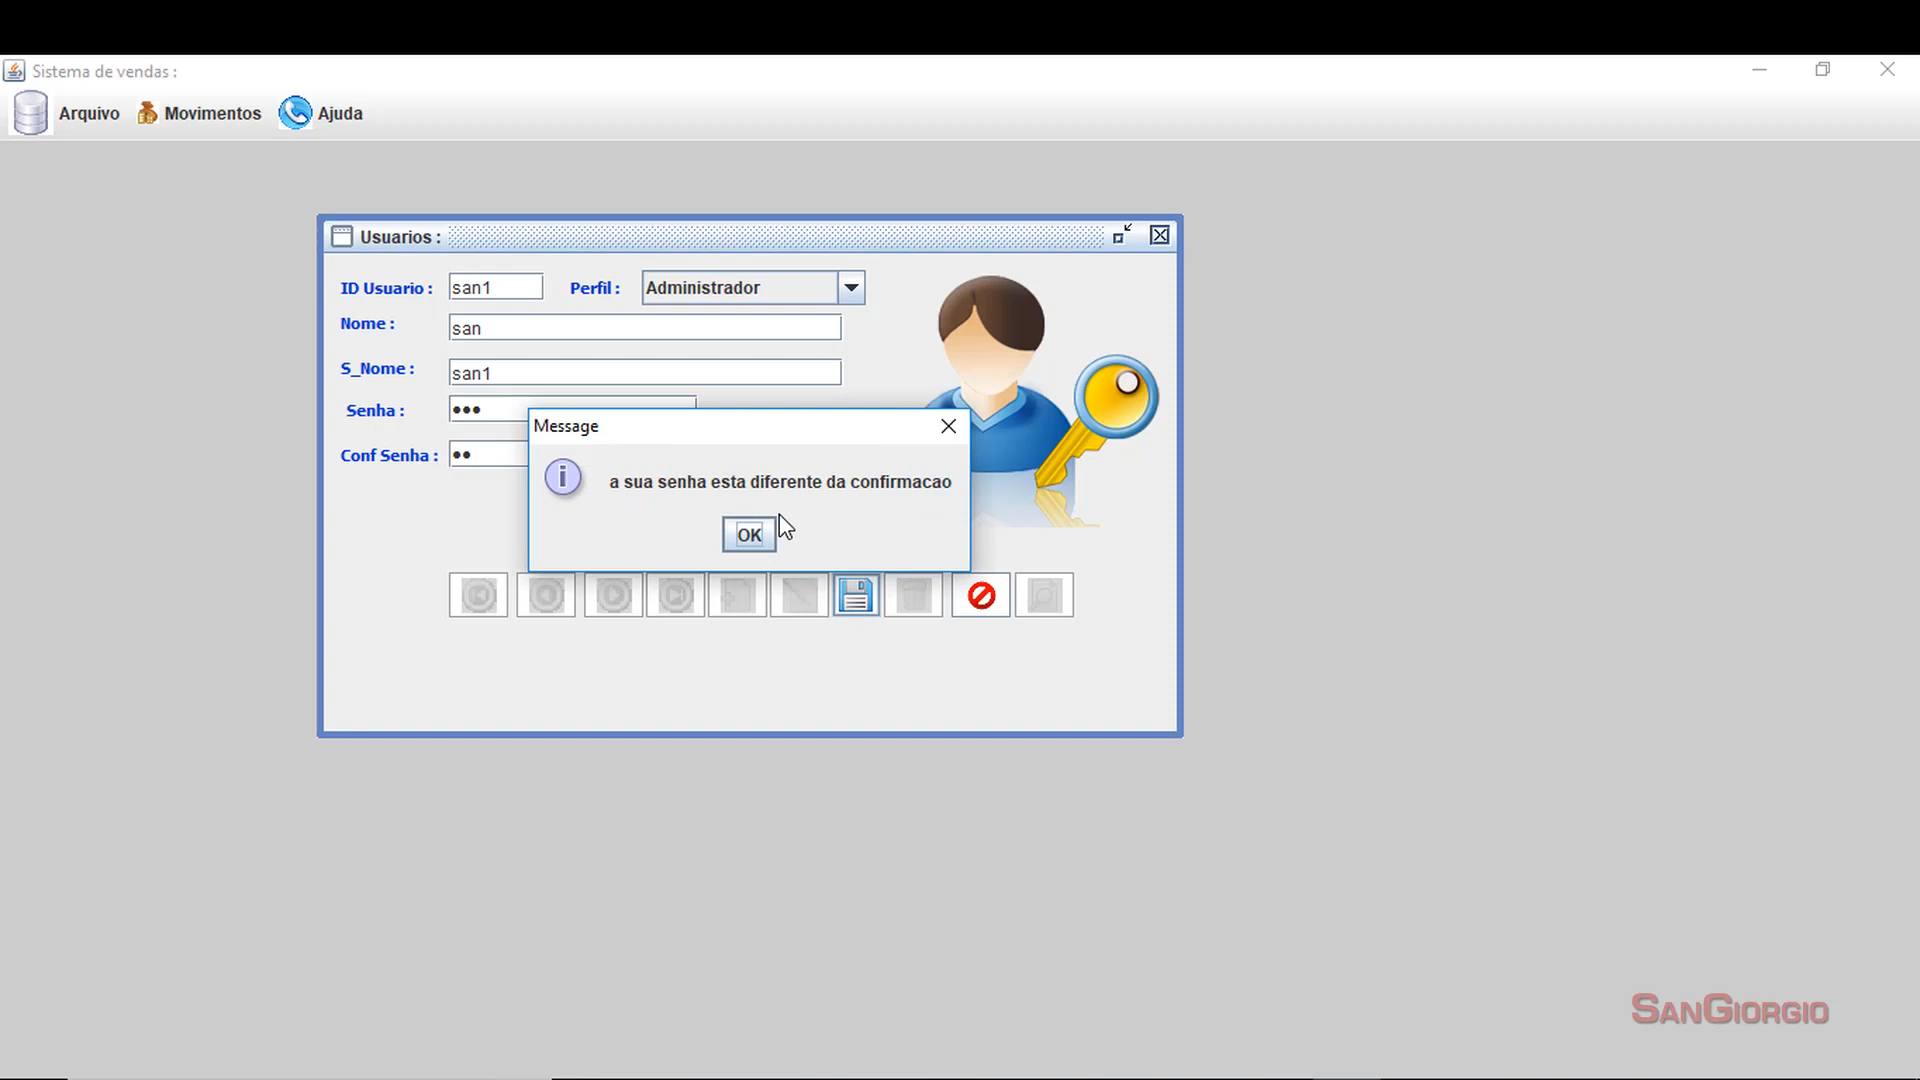 Sistema de vendas :
Arquivo Movimentos Ajuda
Usuarios :
ID Usuario : san1 Perfil : Administrador
Nome : san
S_Nome : san1
Senha : •••
Conf Senha : ••
Message
a sua senha esta diferente da confirmacao
OK
SANGIORGIO